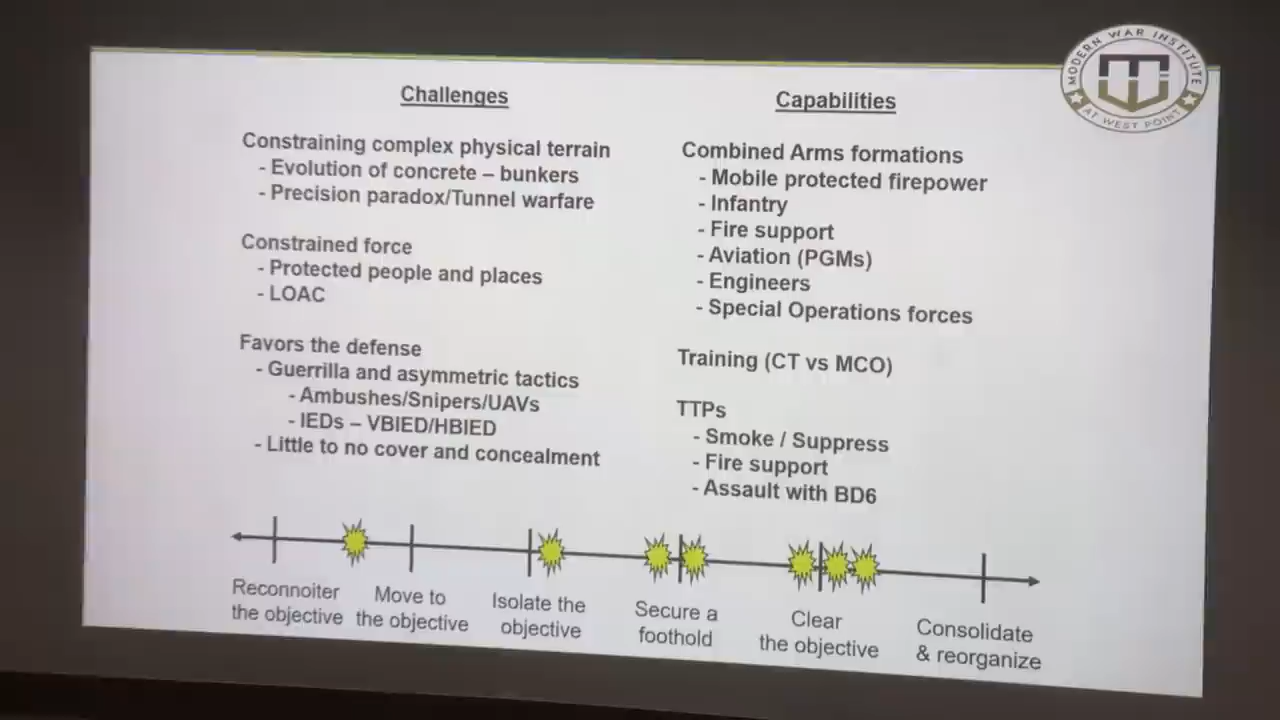 MODERN WAR INSTITUTE
AT WEST POINT
Challenges
Constraining complex physical terrain
- Evolution of concrete – bunkers
- Precision paradox/Tunnel warfare
Constrained force
- Protected people and places
- LOAC
Favors the defense
- Guerrilla and asymmetric tactics
- Ambushes/Snipers/UAVs
- IEDs – VBIED/HBIED
- Little to no cover and concealment
Capabilities
Combined Arms formations
- Mobile protected firepower
- Infantry
- Fire support
- Aviation (PGMs)
- Engineers
- Special Operations forces
Training (CT vs MCO)
TTPs
- Smoke / Suppress
- Fire support
- Assault with BD6
Reconnoiter
the objective
Move to
the objective
Isolate the
objective
Secure a
foothold
Clear
the objective
Consolidate
& reorganize